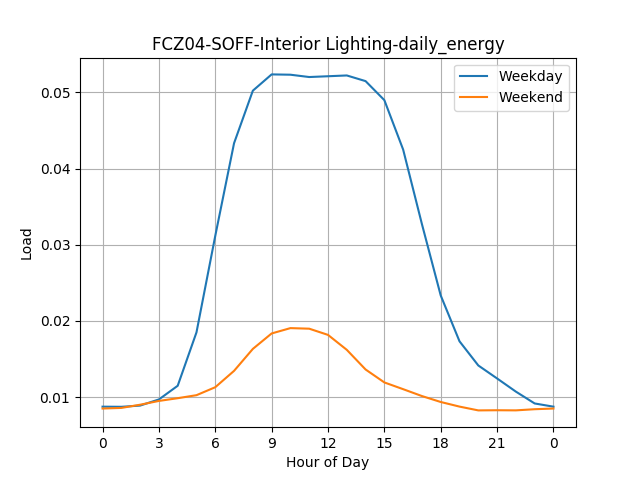 FCZ04-SOFF-Interior Lighting-daily_energy
Weekday
Weekend
0.05
0.04
0.03
0.02
0.01
Load
0 3 6 9 12 15 18 21 0
Hour of Day